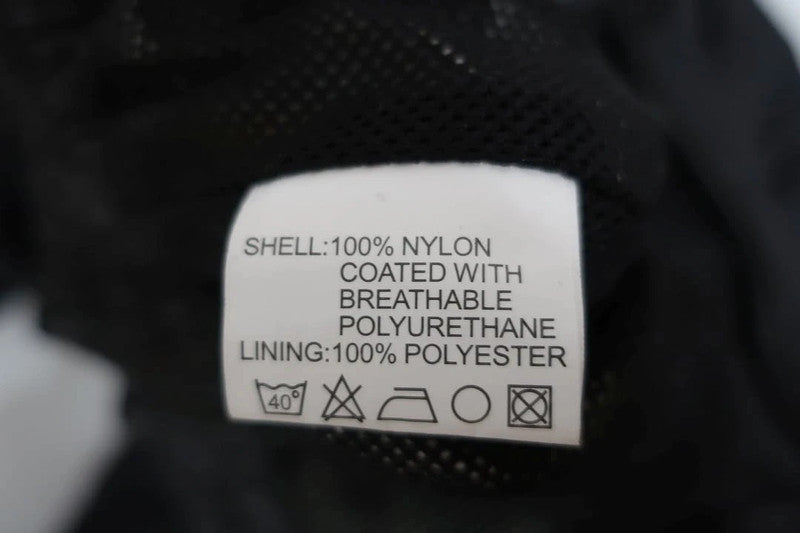 SHELL:100% NYLON
COATED WITH
BREATHABLE
POLYURETHANE
LINING:100% POLYESTER
40°